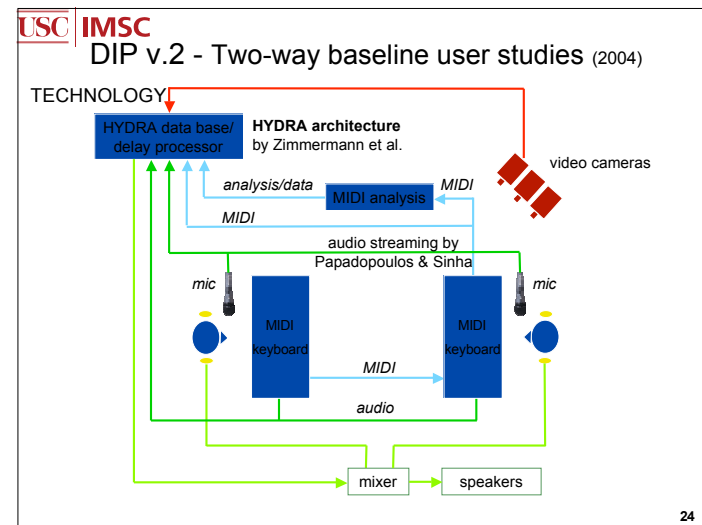 USC IMSC
DIP v.2 - Two-way baseline user studies (2004)
TECHNOLOGY
HYDRA data base/
delay processor
HYDRA architecture
by Zimmermann et al.
video cameras
analysis/data
MIDI analysis
MIDI
MIDI
audio streaming by
Papadopoulos & Sinha
mic
mic
MIDI
keyboard
MIDI
keyboard
MIDI
audio
mixer
speakers
24